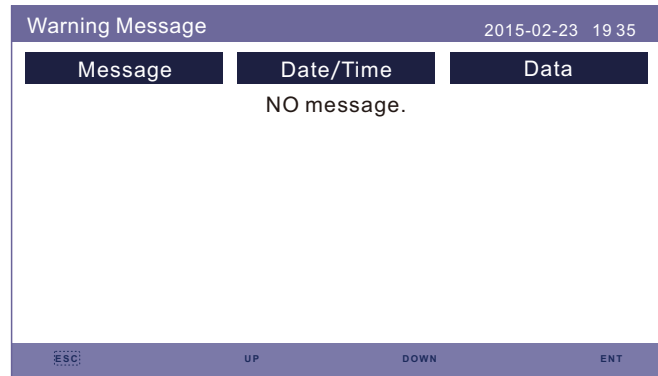 Warning Message 2015-02-23 19 35
Message Date/Time Data
NO message.
ESC UP DOWN ENT